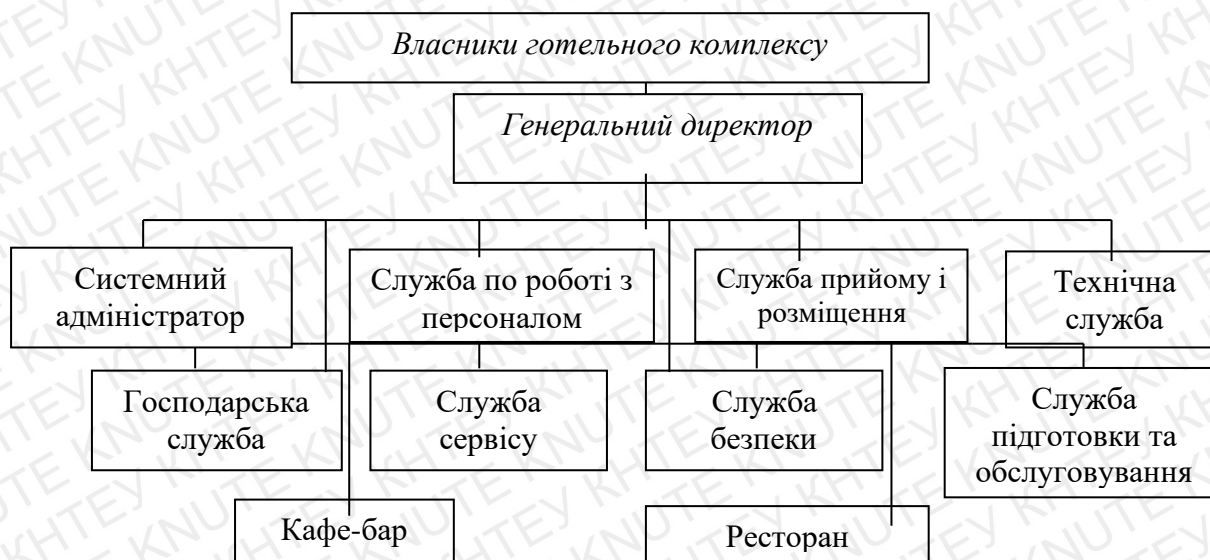 Власники готельного комплексу
Генеральний директор
Системний
адміністратор
Служба по роботі з
персоналом
Служба прийому і
розміщення
Технічна
служба
Господарська
служба
Служба
сервісу
Служба
безпеки
Служба
підготовки та
обслуговування
Кафе-бар
Ресторан